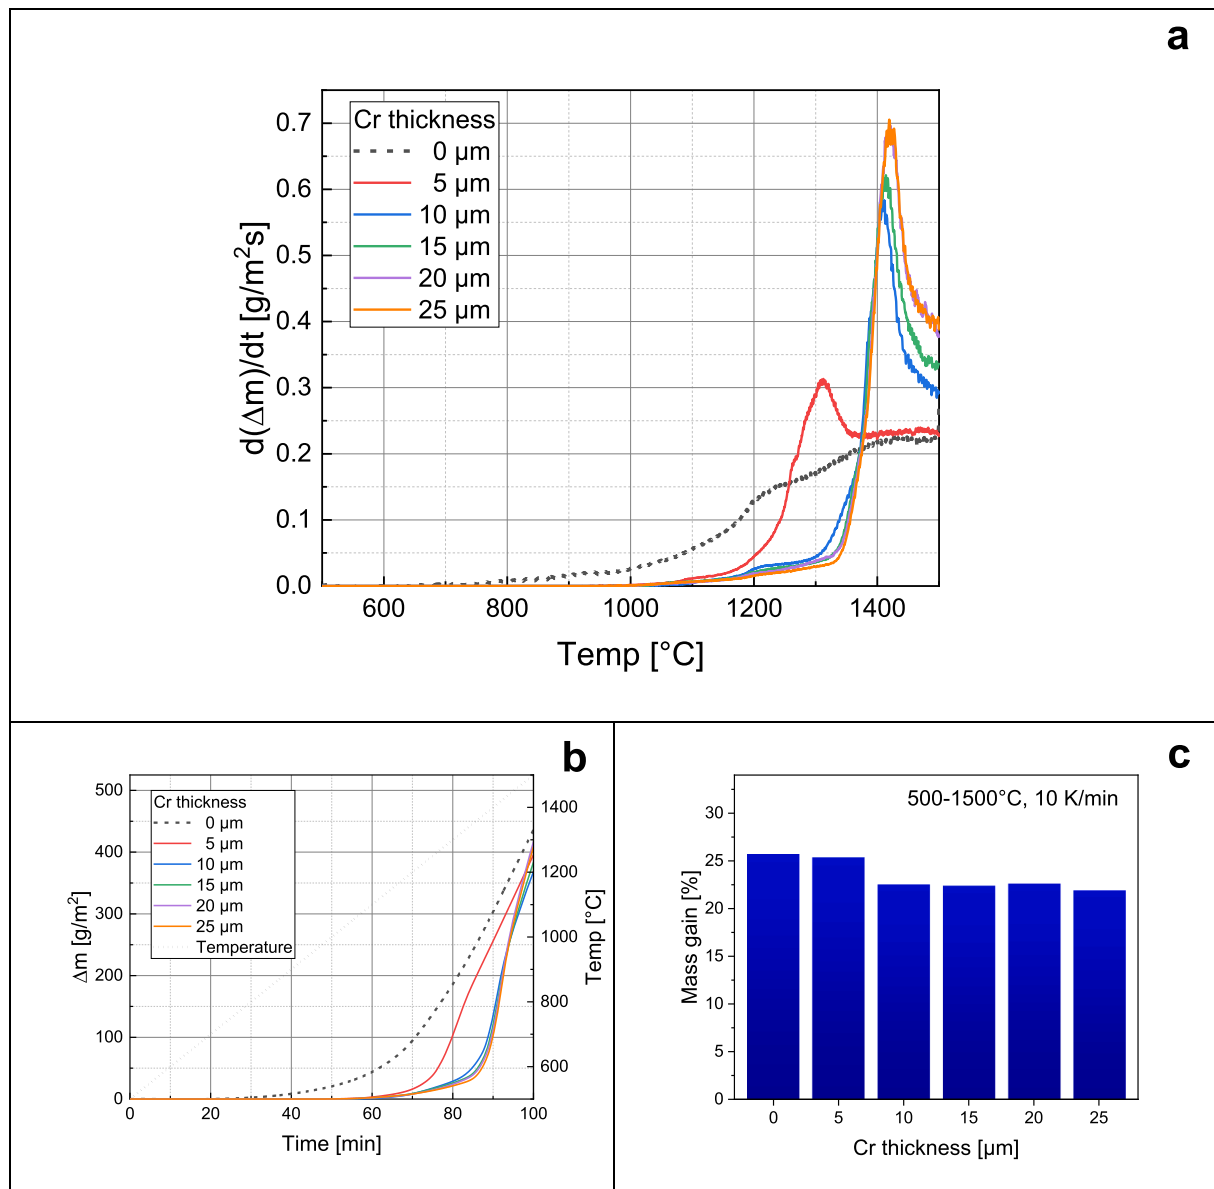 a
Cr thickness
0 µm
5 µm
10 µm
15 µm
20 µm
25 µm
d(Δm)/dt [g/m²s]
0.7
0.6
0.5
0.4
0.3
0.2
0.1
0.0
600 800 1000 1200 1400
Temp [°C]
b
Cr thickness
0 µm
5 µm
10 µm
15 µm
20 µm
25 µm
Temperature
Δm [g/m²]
500
400
300
200
100
0
Temp [°C]
1400
1200
1000
800
600
0 20 40 60 80 100
Time [min]
c
500-1500°C, 10 K/min
Mass gain [%]
30
25
20
15
10
5
0
0 5 10 15 20 25
Cr thickness [µm]